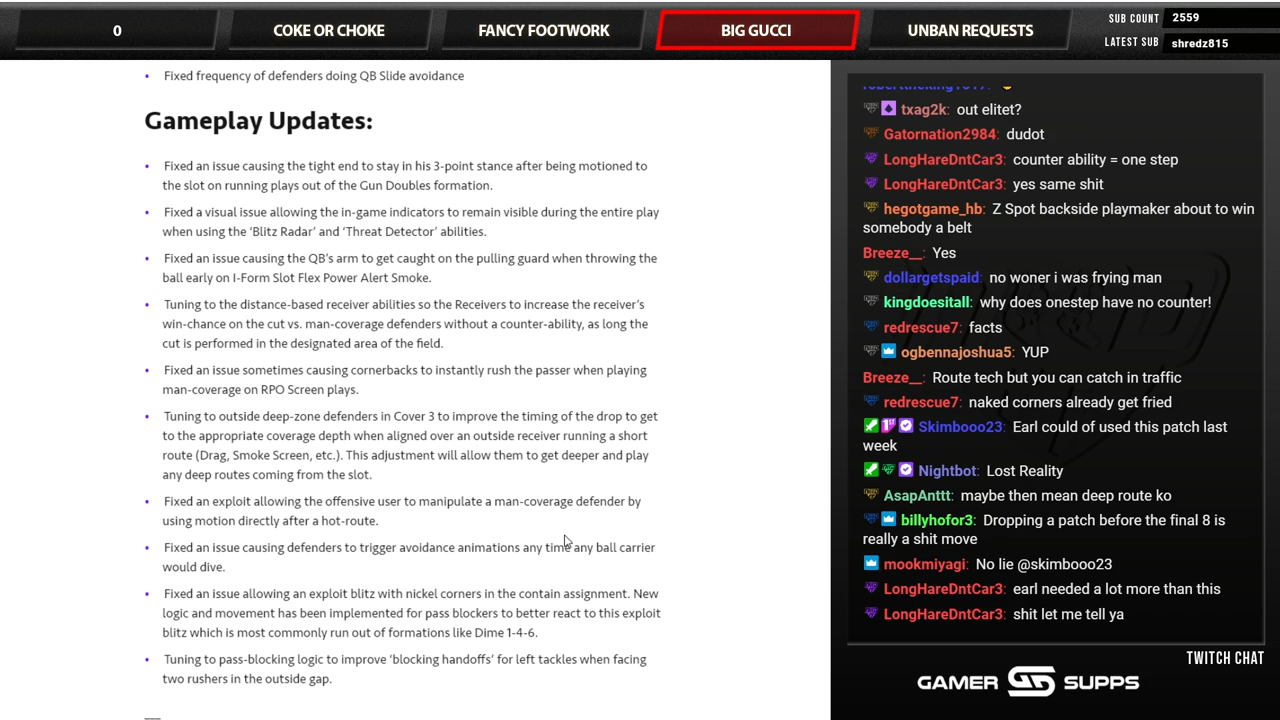 0
COKE OR CHOKE
FANCY FOOTWORK
BIG GUCCI
UNBAN REQUESTS
SUB COUNT 2559
LATEST SUB shredz815
• Fixed frequency of defenders doing QB Slide avoidance
Gameplay Updates:
• Fixed an issue causing the tight end to stay in his 3-point stance after being motioned to
the slot on running plays out of the Gun Doubles formation.
• Fixed a visual issue allowing the in-game indicators to remain visible during the entire play
when using the ‘Blitz Radar’ and ‘Threat Detector’ abilities.
• Fixed an issue causing the QB’s arm to get caught on the pulling guard when throwing the
ball early on I-Form Slot Flex Power Alert Smoke.
• Tuning to the distance-based receiver abilities so the Receivers to increase the receiver’s
win-chance on the cut vs. man-coverage defenders without a counter-ability, as long the
cut is performed in the designated area of the field.
• Fixed an issue sometimes causing cornerbacks to instantly rush the passer when playing
man-coverage on RPO Screen plays.
• Tuning to outside deep-zone defenders in Cover 3 to improve the timing of the drop to get
to the appropriate coverage depth when aligned over an outside receiver running a short
route (Drag, Smoke Screen, etc.). This adjustment will allow them to get deeper and play
any deep routes coming from the slot.
• Fixed an exploit allowing the offensive user to manipulate a man-coverage defender by
using motion directly after a hot-route.
• Fixed an issue causing defenders to trigger avoidance animations any time any ball carrier
would dive.
• Fixed an issue allowing an exploit blitz with nickel corners in the contain assignment. New
logic and movement has been implemented for pass blockers to better react to this exploit
blitz which is most commonly run out of formations like Dime 1-4-6.
• Tuning to pass-blocking logic to improve ‘blocking handoffs’ for left tackles when facing
two rushers in the outside gap.
txag2k: out elitet?
Gatornation2984: dudot
LongHareDntCar3: counter ability = one step
LongHareDntCar3: yes same shit
hegotgame_hb: Z Spot backside playmaker about to win
somebody a belt
Breeze__: Yes
dollargetspaid: no woner i was frying man
kingdoesitall: why does onestep have no counter!
redrescue7: facts
ogbennajoshua5: YUP
Breeze__: Route tech but you can catch in traffic
redrescue7: naked corners already get fried
Skimbooo23: Earl could of used this patch last
week
Nightbot: Lost Reality
AsapAnttt: maybe then mean deep route ko
billyhofor3: Dropping a patch before the final 8 is
really a shit move
mookmiyagi: No lie @skimbooo23
LongHareDntCar3: earl needed a lot more than this
LongHareDntCar3: shit let me tell ya
TWITCH CHAT
GAMER SUPPS